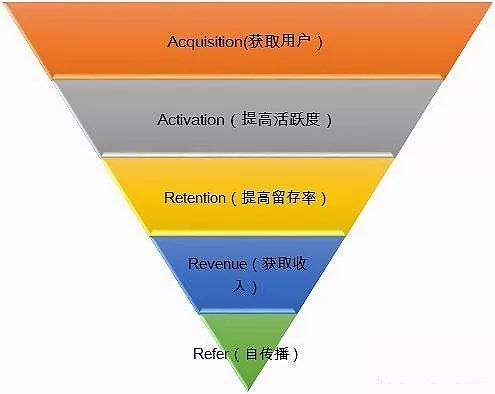 Acquisition(获取用户）
Activation（提高活跃度）
Retention（提高留存率）
Revenue（获取收
入）
Refer（自传播）